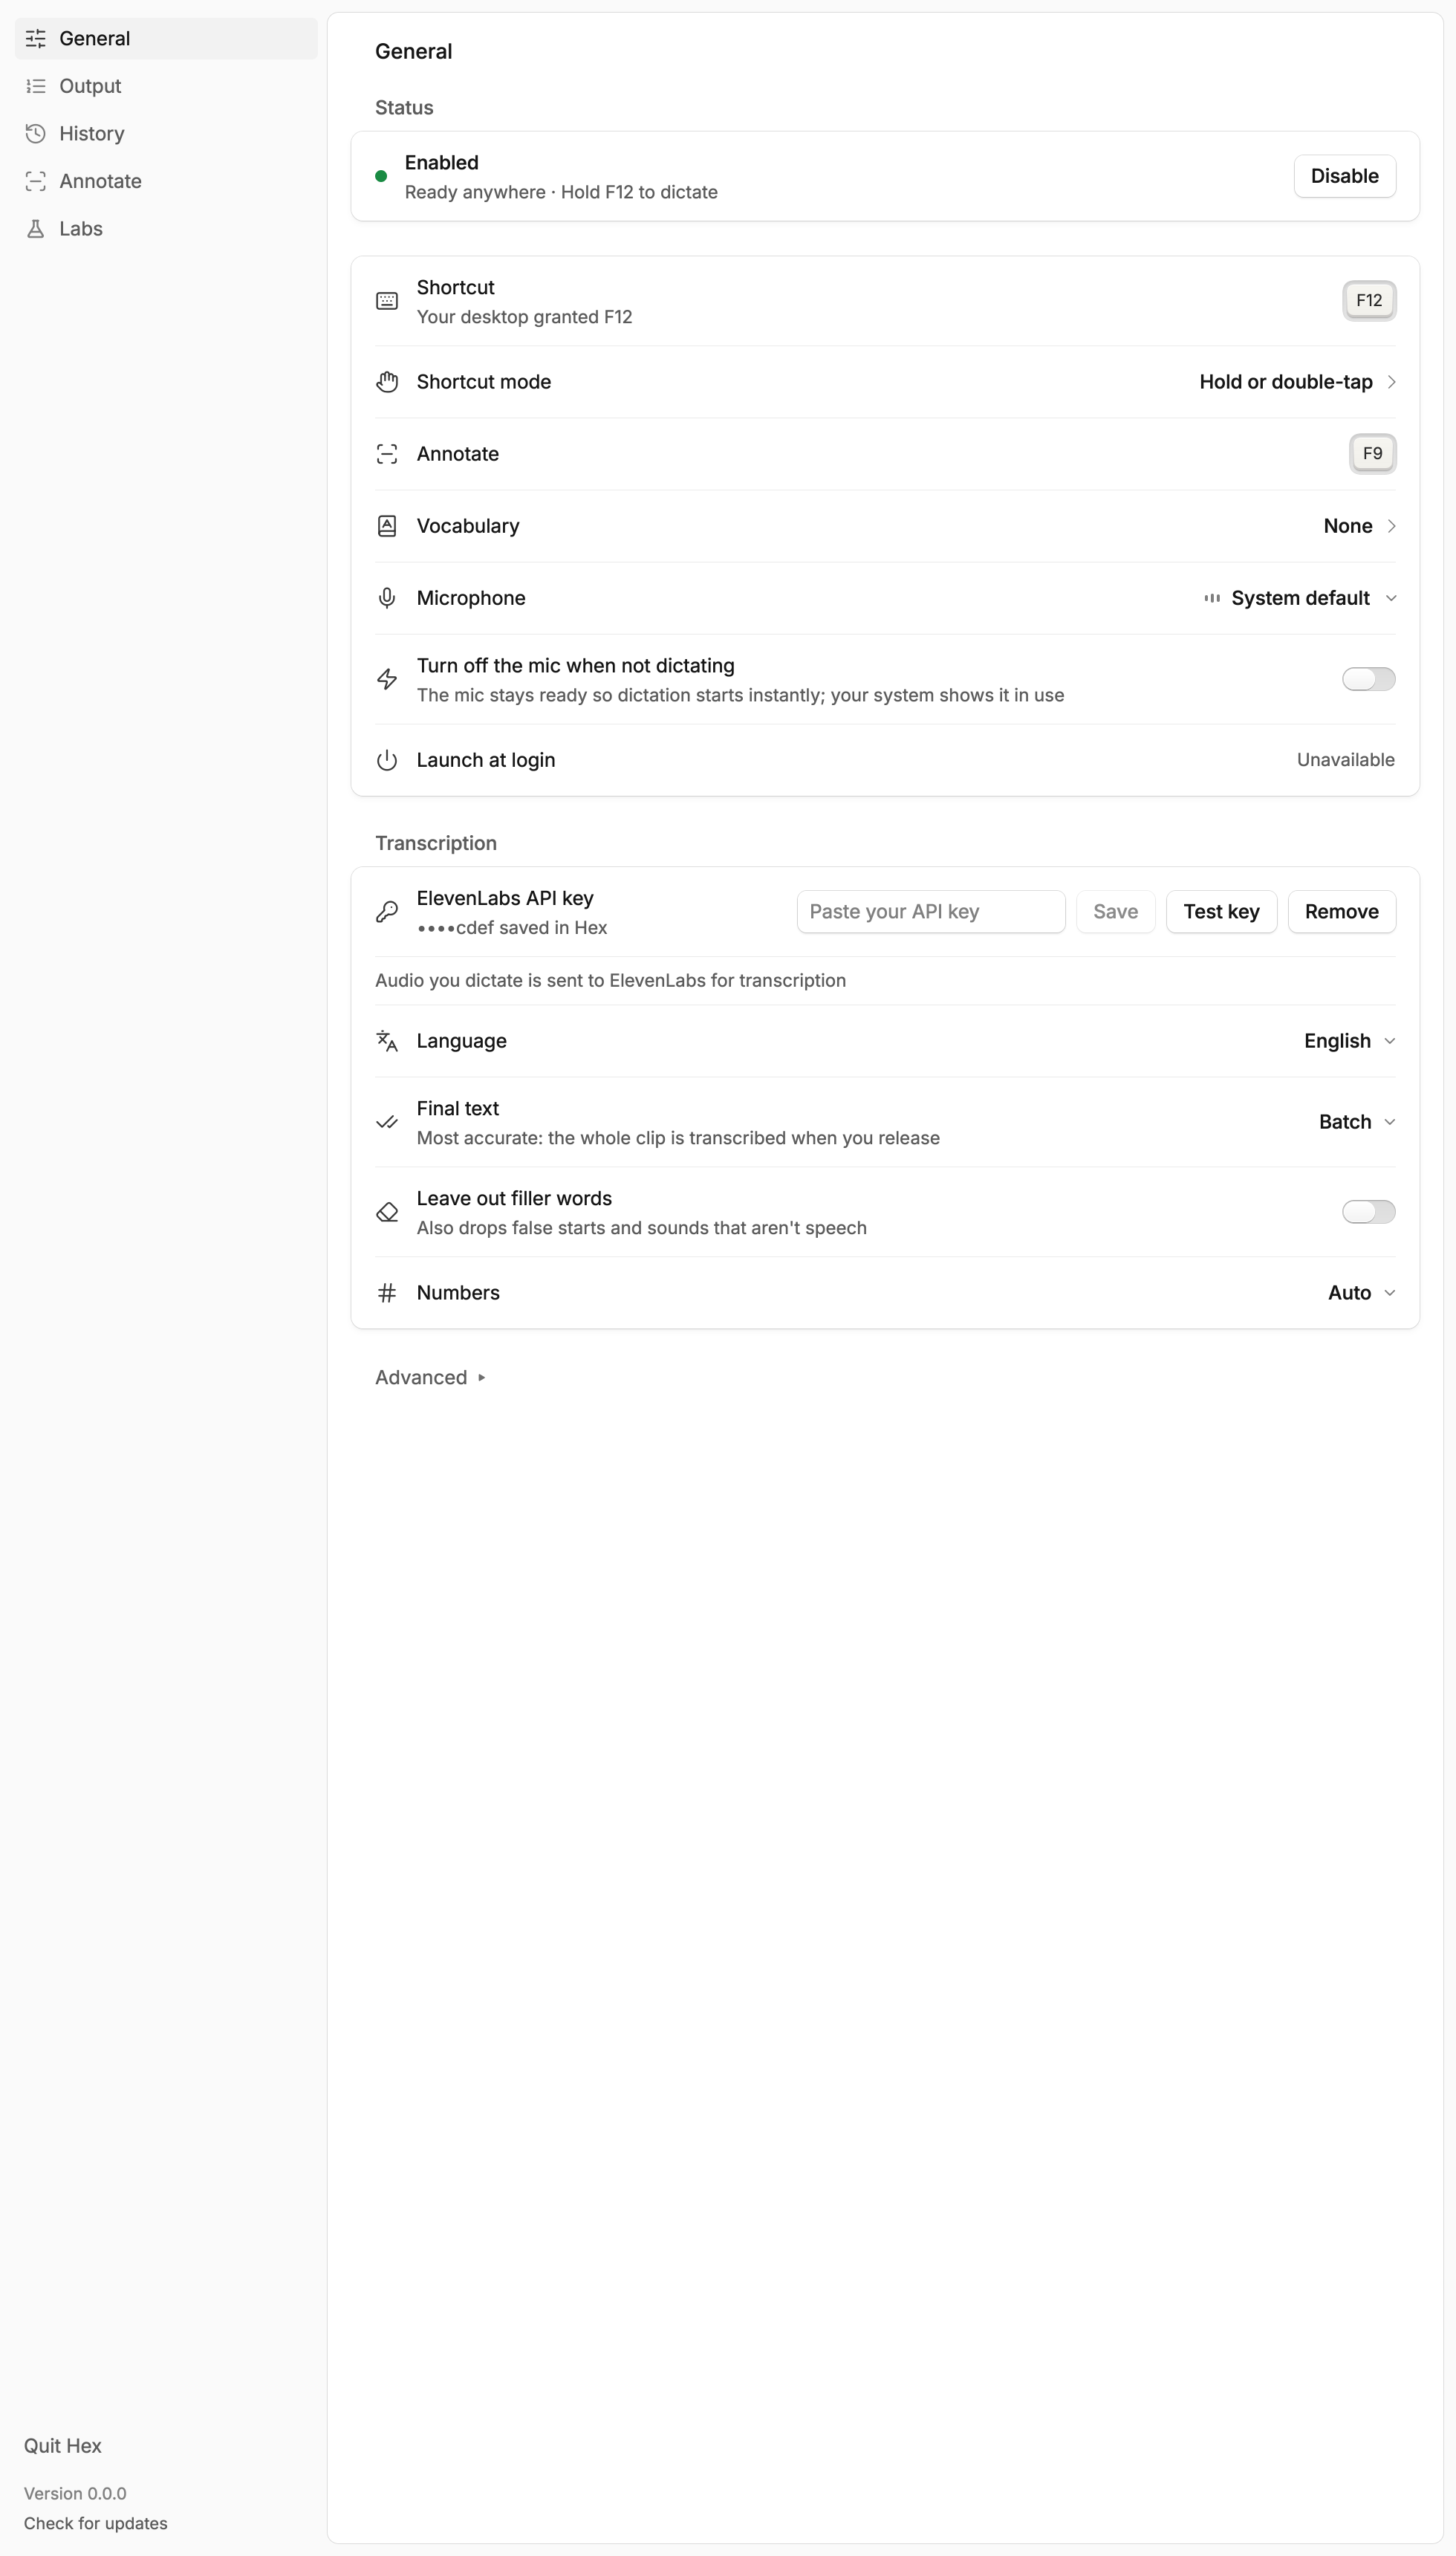 General
Output
History
Annotate
Labs
Quit Hex
Version 0.0.0
Check for updates
General
Status
Enabled
Ready anywhere · Hold F12 to dictate
Disable
Shortcut
Your desktop granted F12
F12
Shortcut mode
Hold or double-tap
Annotate
F9
Vocabulary
None
Microphone
System default
Turn off the mic when not dictating
The mic stays ready so dictation starts instantly; your system shows it in use
Launch at login
Unavailable
Transcription
ElevenLabs API key
••••cdef saved in Hex
Paste your API key
Save
Test key
Remove
Audio you dictate is sent to ElevenLabs for transcription
Language
English
Final text
Most accurate: the whole clip is transcribed when you release
Batch
Leave out filler words
Also drops false starts and sounds that aren't speech
Numbers
Auto
Advanced